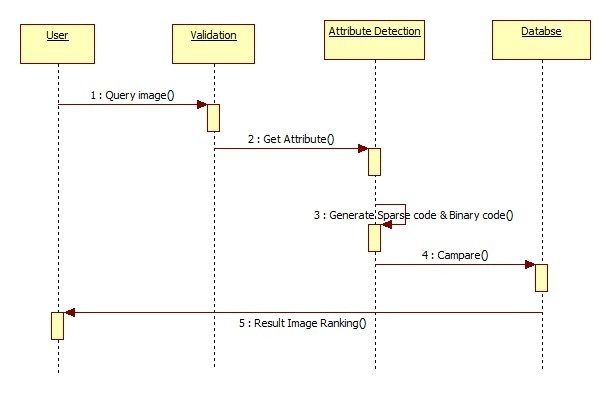 User
Validation
Attribute Detection
Databse
1 : Query image()
2 : Get Attribute()
3 : Generate Sparse code & Binary code()
4 : Campare()
5 : Result Image Ranking()